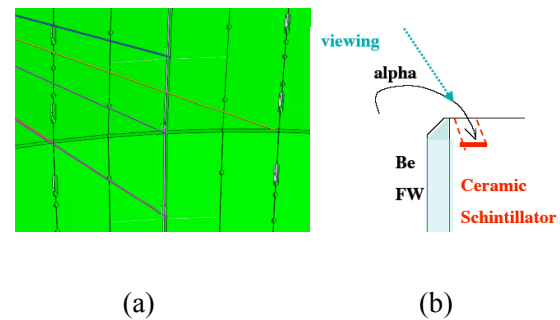 viewing
alpha
Be
FW
Ceramic
Schintillator
(a)
(b)